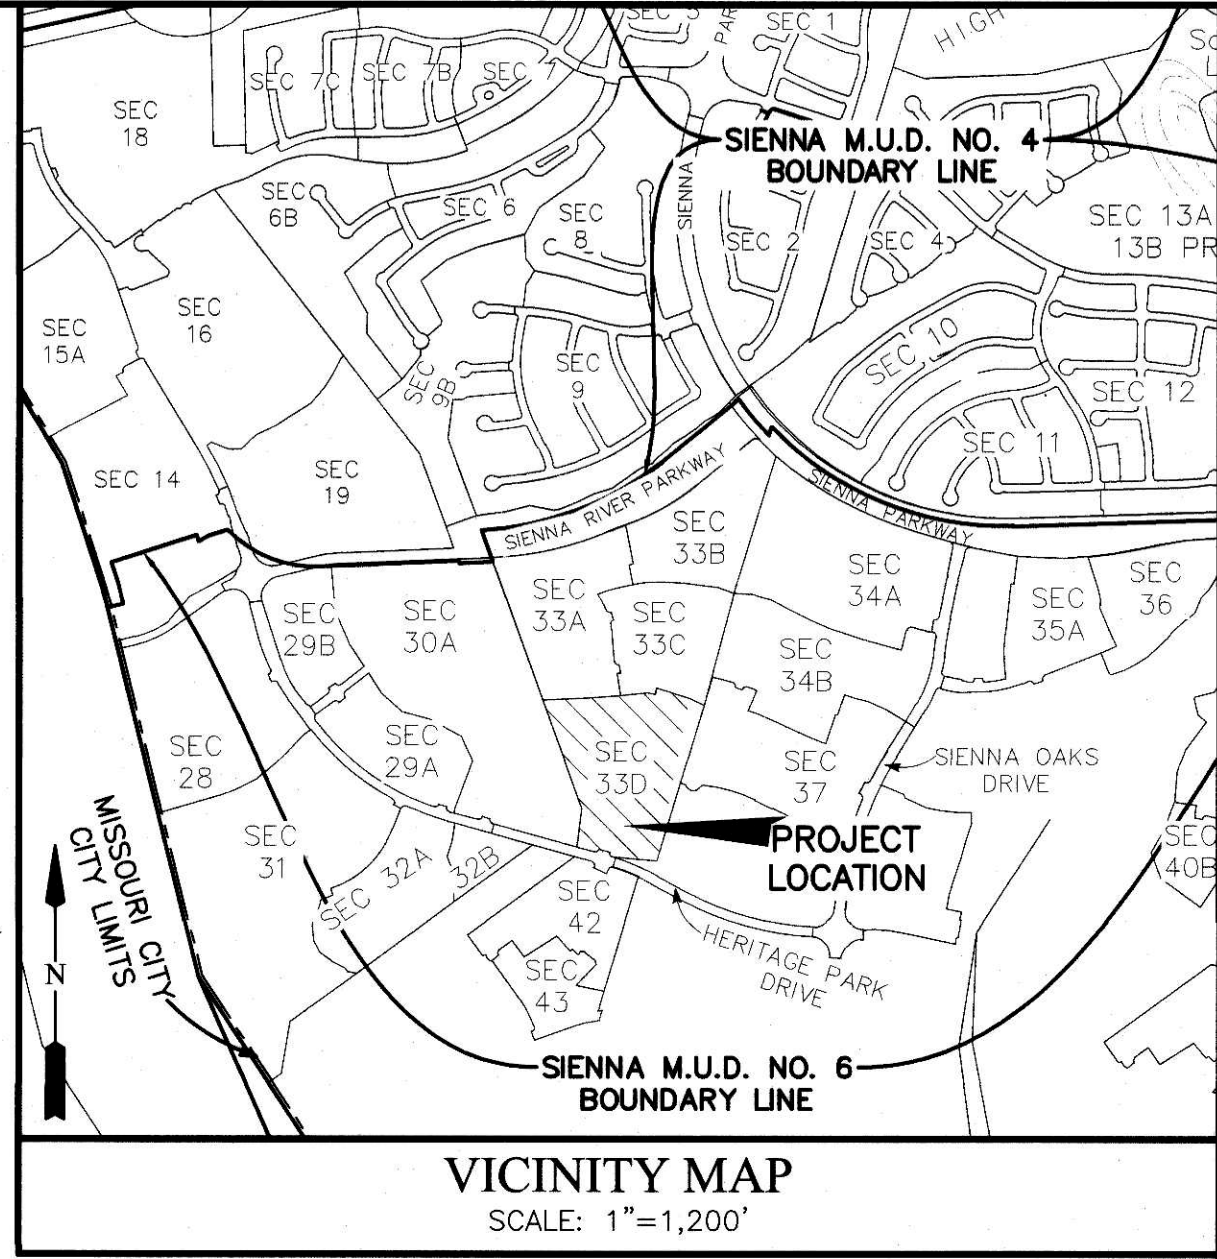 SEC 1
HIGH
SEC 7C
SEC 7B
SEC 7
SEC
18
SIENNA M.U.D. NO. 4
BOUNDARY LINE
SEC
6B
SEC 6
SEC
8
SIENNA
SEC 2
SEC 4
SEC 13A
13B PR
SEC
15A
SEC
16
SEC
9B
SEC
9
SEC 10
SEC 12
SEC 11
SEC 14
SEC
19
SIENNA RIVER PARKWAY
SIENNA PARKWAY
SEC
33B
SEC
29B
SEC
30A
SEC
33A
SEC
33C
SEC
34A
SEC
35A
SEC
36
SEC
34B
SEC
28
SEC
29A
SEC
33D
SEC
37
SIENNA OAKS
DRIVE
MISSOURI CITY
CITY LIMITS
SEC
31
SEC 32A
32B
PROJECT
LOCATION
SEC
40B
SEC
42
SEC
43
HERITAGE PARK
DRIVE
N
SIENNA M.U.D. NO. 6
BOUNDARY LINE
VICINITY MAP
SCALE: 1"=1,200'